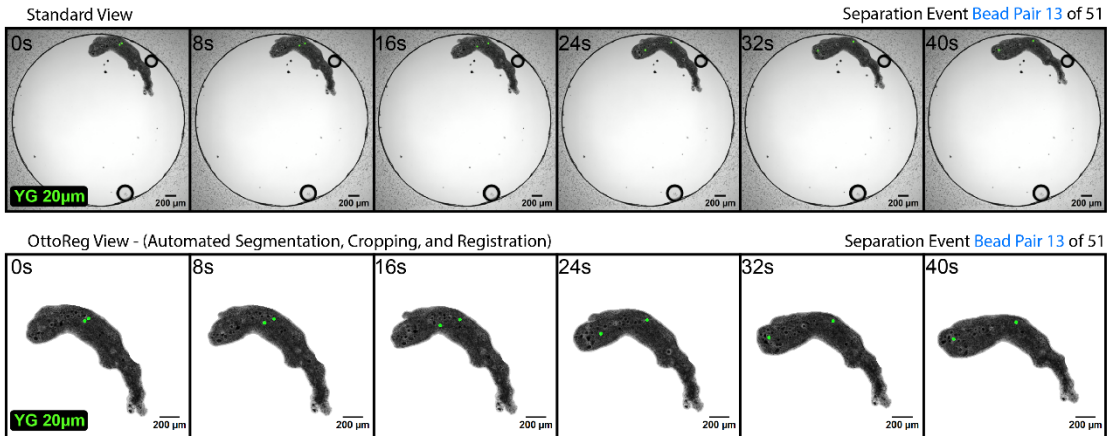 Standard View
Separation Event Bead Pair 13 of 51
0s
8s
16s
24s
32s
40s
YG 20μm
200 μm
200 μm
200 μm
200 μm
200 μm
200 μm
OttoReg View - (Automated Segmentation, Cropping, and Registration)
Separation Event Bead Pair 13 of 51
0s
8s
16s
24s
32s
40s
YG 20μm
200 μm
200 μm
200 μm
200 μm
200 μm
200 μm